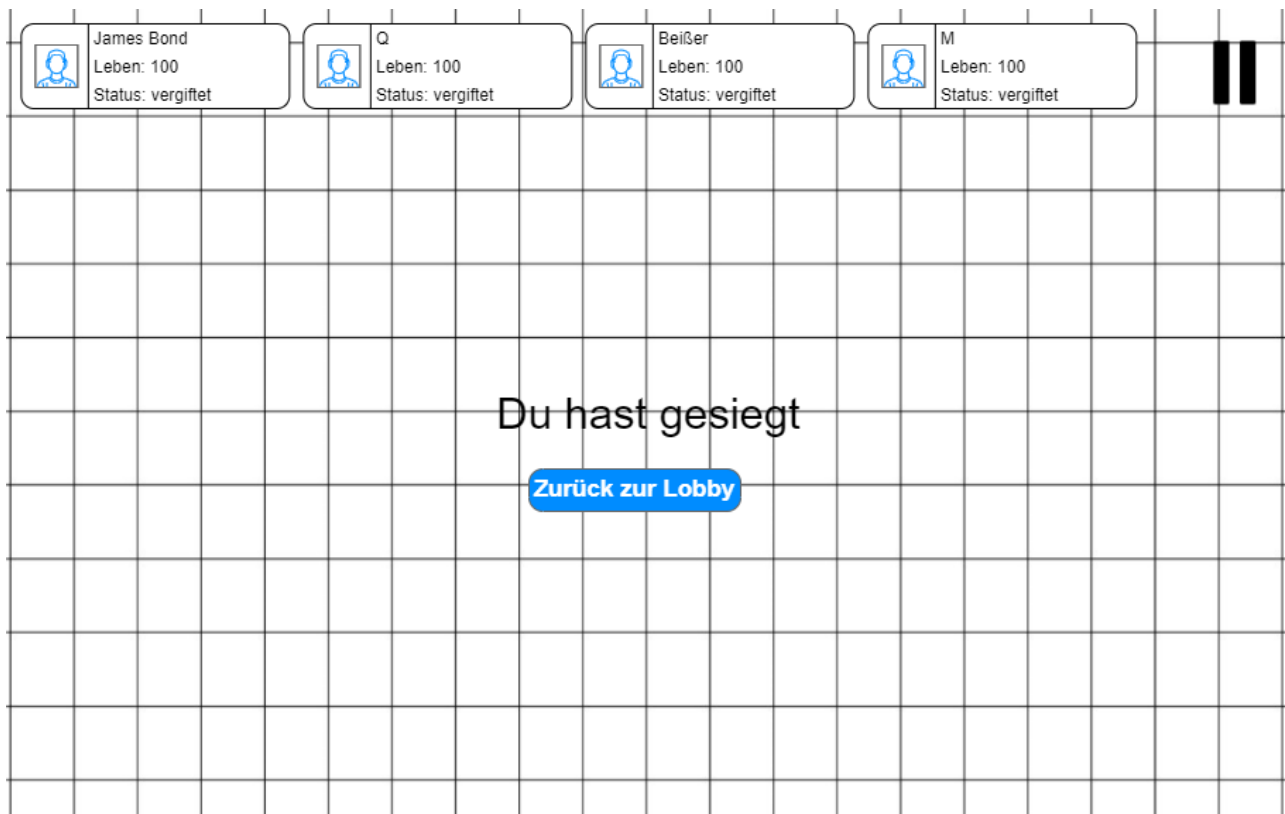 James Bond
Leben: 100
Status: vergiftet
Q
Leben: 100
Status: vergiftet
Beißer
Leben: 100
Status: vergiftet
M
Leben: 100
Status: vergiftet
Du hast gesiegt
Zurück zur Lobby